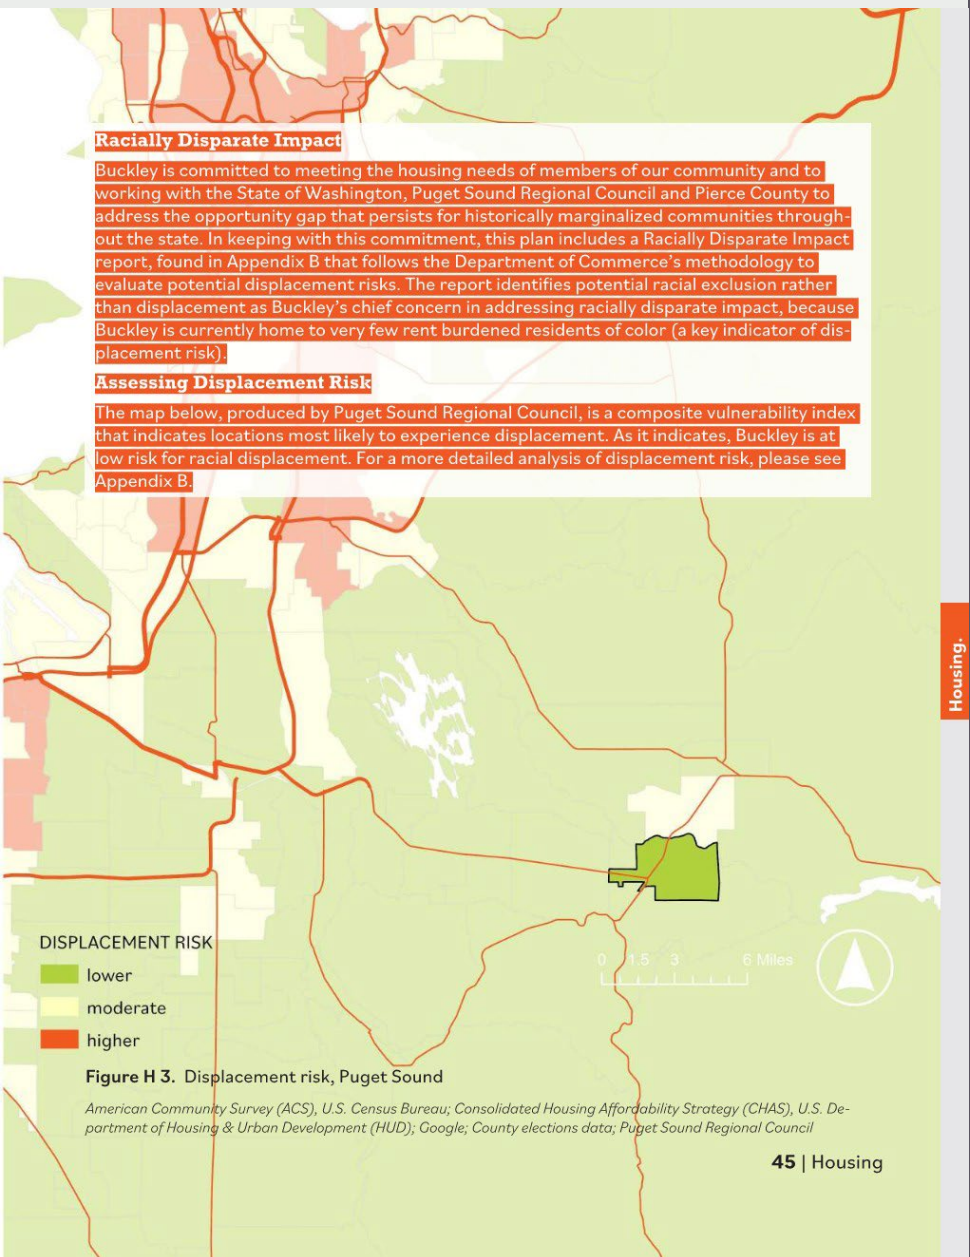 Racially Disparate Impact
Buckley is committed to meeting the housing needs of members of our community and to
working with the State of Washington, Puget Sound Regional Council and Pierce County to
address the opportunity gap that persists for historically marginalized communities through-
out the state. In keeping with this commitment, this plan includes a Racially Disparate Impact
report, found in Appendix B that follows the Department of Commerce's methodology to
evaluate potential displacement risks. The report identifies potential racial exclusion rather
than displacement as Buckley's chief concern in addressing racially disparate impact, because
Buckley is currently home to very few rent burdened residents of color (a key indicator of dis-
placement risk).
Assessing Displacement Risk
The map below, produced by Puget Sound Regional Council, is a composite vulnerability index
that indicates locations most likely to experience displacement. As it indicates, Buckley is at
low risk for racial displacement. For a more detailed analysis of displacement risk, please see
Appendix B.
Housing.
0 1.5 3 6 Miles
DISPLACEMENT RISK
lower
moderate
higher
Figure H 3. Displacement risk, Puget Sound
American Community Survey (ACS), U.S. Census Bureau; Consolidated Housing Affordability Strategy (CHAS), U.S. De-
partment of Housing & Urban Development (HUD); Google; County elections data; Puget Sound Regional Council
45 | Housing